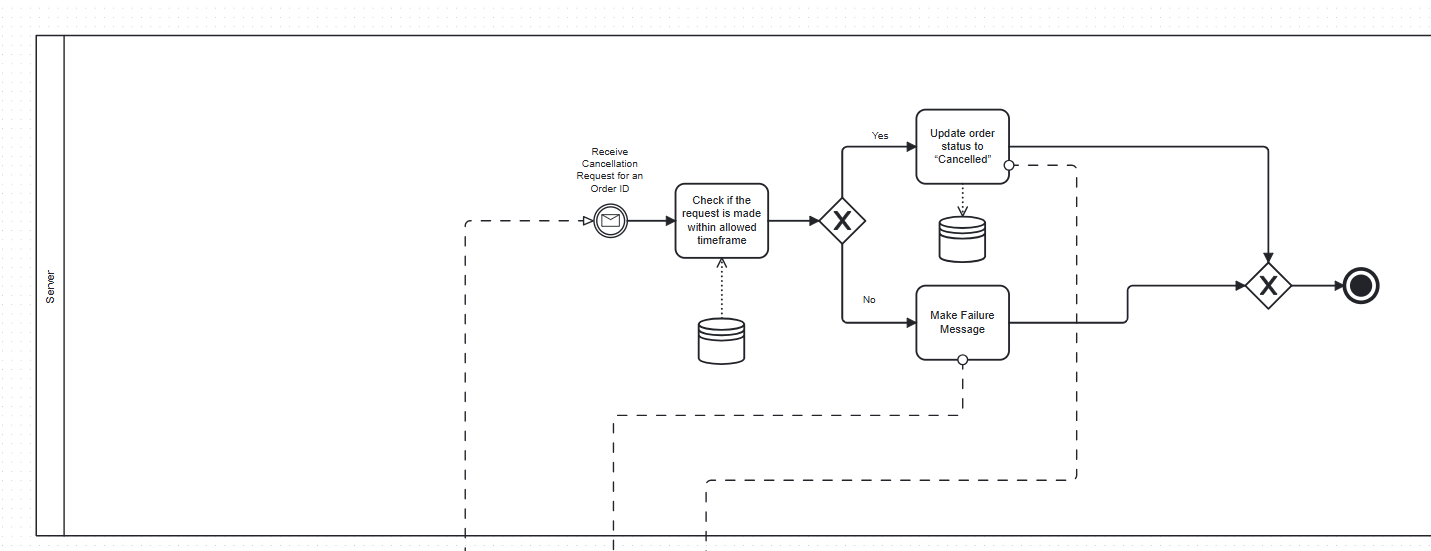 Server
Receive
Cancellation
Request for an
Order ID
Check if the
request is made
within allowed
timeframe
Yes
Update order
status to
“Cancelled”
No
Make Failure
Message